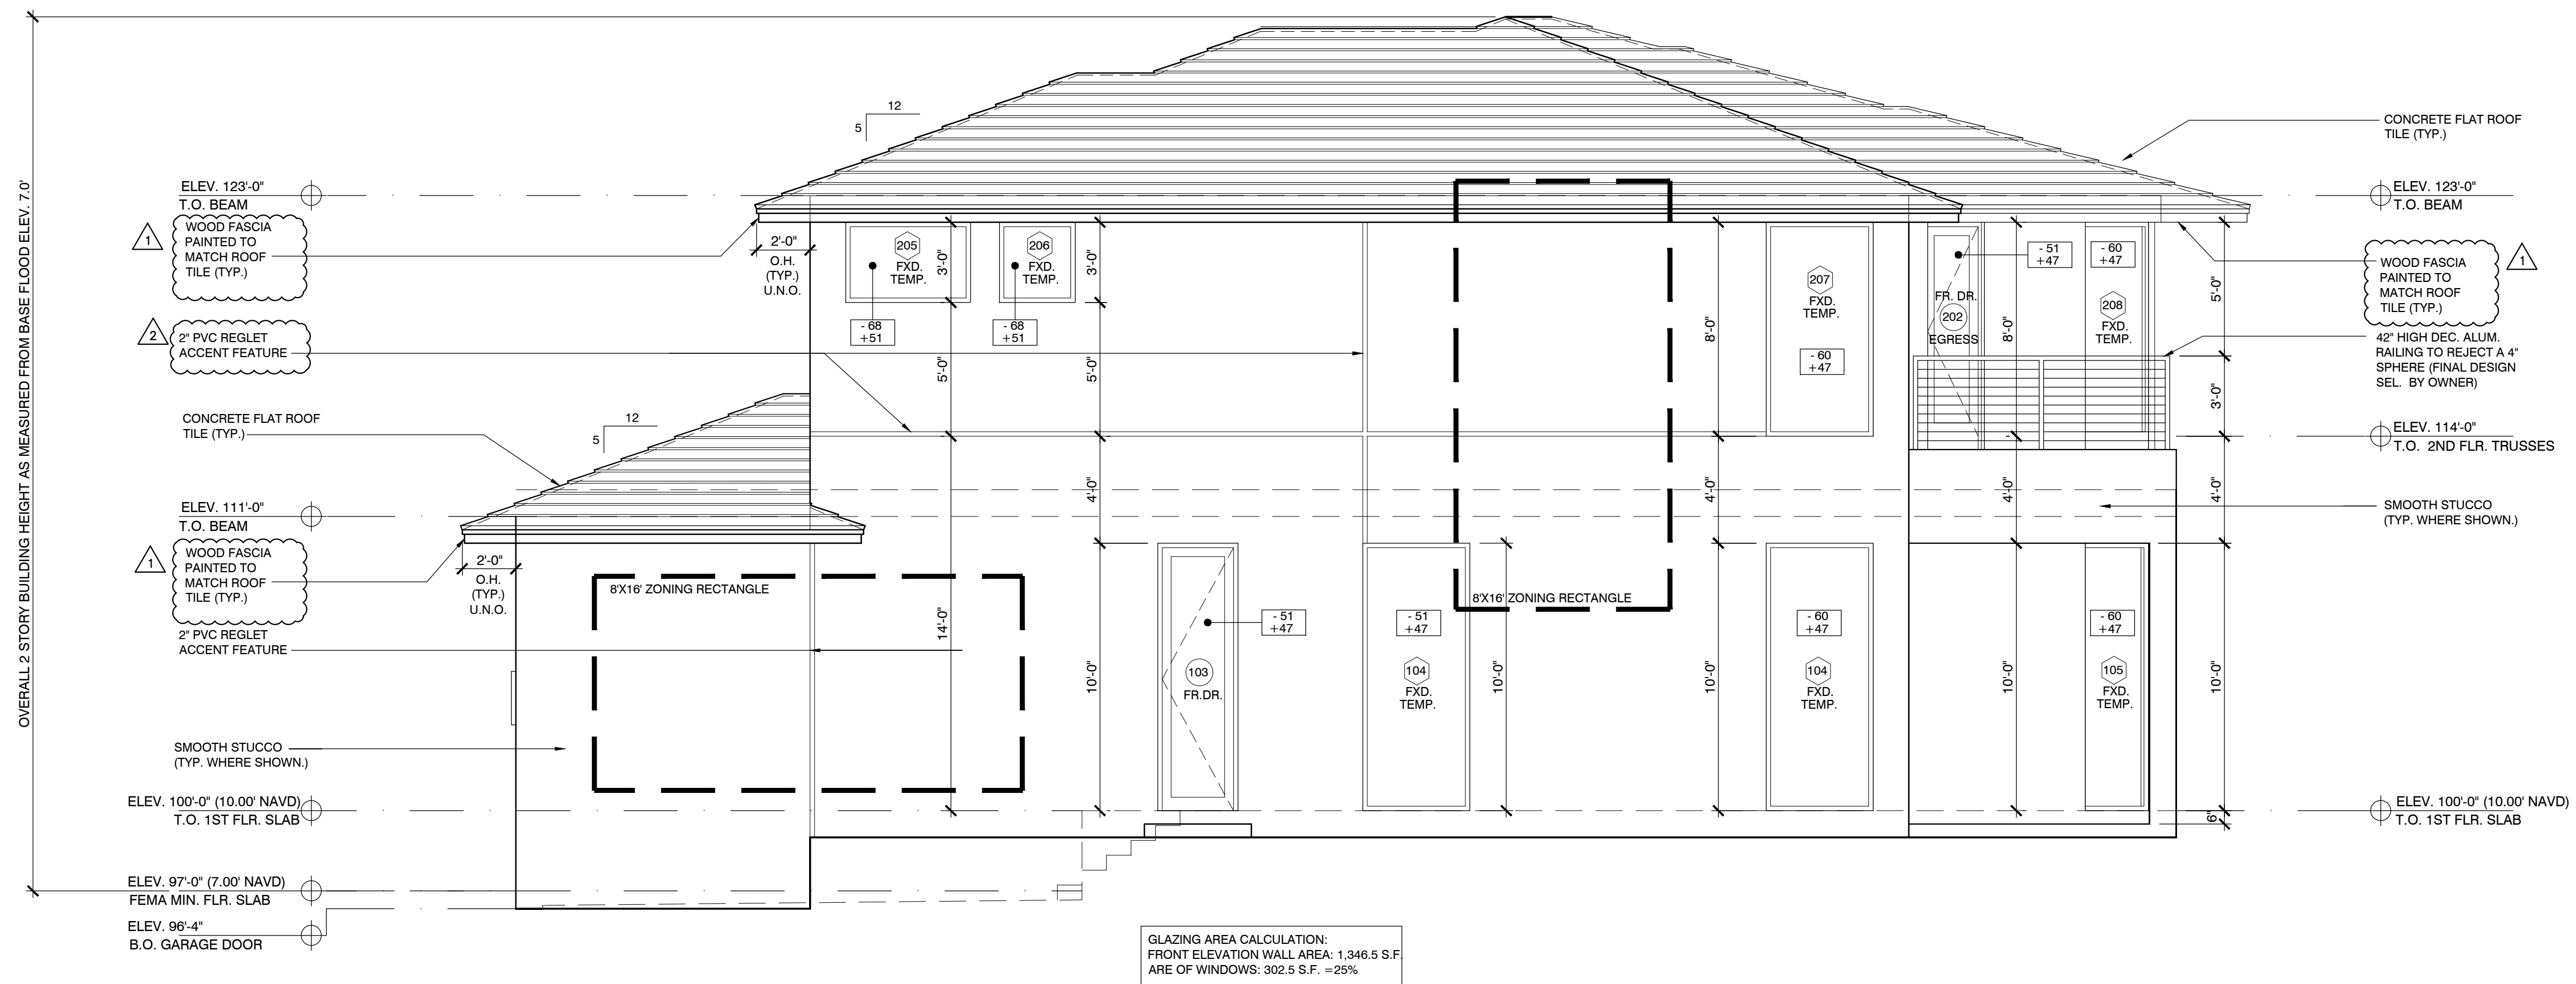 OVERALL 2 STORY BUILDING HEIGHT AS MEASURED FROM BASE FLOOD ELEV. 7.0'
ELEV. 123'-0"
T.O. BEAM
1
WOOD FASCIA
PAINTED TO
MATCH ROOF
TILE (TYP.)
2
2" PVC REGLET
ACCENT FEATURE
CONCRETE FLAT ROOF
TILE (TYP.)
ELEV. 111'-0"
T.O. BEAM
1
WOOD FASCIA
PAINTED TO
MATCH ROOF
TILE (TYP.)
2" PVC REGLET
ACCENT FEATURE
SMOOTH STUCCO
(TYP. WHERE SHOWN.)
ELEV. 100'-0" (10.00' NAVD)
T.O. 1ST FLR. SLAB
ELEV. 97'-0" (7.00' NAVD)
FEMA MIN. FLR. SLAB
ELEV. 96'-4"
B.O. GARAGE DOOR
12
5
12
5
2'-0"
O.H.
(TYP.)
U.N.O.
2'-0"
O.H.
(TYP.)
U.N.O.
205
FXD.
TEMP.
- 68
+51
3'-0"
5'-0"
14'-0"
206
FXD.
TEMP.
- 68
+51
3'-0"
5'-0"
4'-0"
10'-0"
8'X16' ZONING RECTANGLE
103
FR.DR.
- 51
+47
- 51
+47
104
FXD.
TEMP.
10'-0"
8'X16' ZONING RECTANGLE
8'-0"
4'-0"
10'-0"
207
FXD.
TEMP.
- 60
+47
- 60
+47
104
FXD.
TEMP.
FR. DR.
202
EGRESS
- 51
+47
8'-0"
4'-0"
10'-0"
- 60
+47
208
FXD.
TEMP.
- 60
+47
105
FXD.
TEMP.
5'-0"
3'-0"
4'-0"
10'-0"
6"
CONCRETE FLAT ROOF
TILE (TYP.)
ELEV. 123'-0"
T.O. BEAM
WOOD FASCIA
PAINTED TO
MATCH ROOF
TILE (TYP.)
1
42" HIGH DEC. ALUM.
RAILING TO REJECT A 4"
SPHERE (FINAL DESIGN
SEL. BY OWNER)
ELEV. 114'-0"
T.O. 2ND FLR. TRUSSES
SMOOTH STUCCO
(TYP. WHERE SHOWN.)
ELEV. 100'-0" (10.00' NAVD)
T.O. 1ST FLR. SLAB
GLAZING AREA CALCULATION:
FRONT ELEVATION WALL AREA: 1,346.5 S.F.
ARE OF WINDOWS: 302.5 S.F. =25%